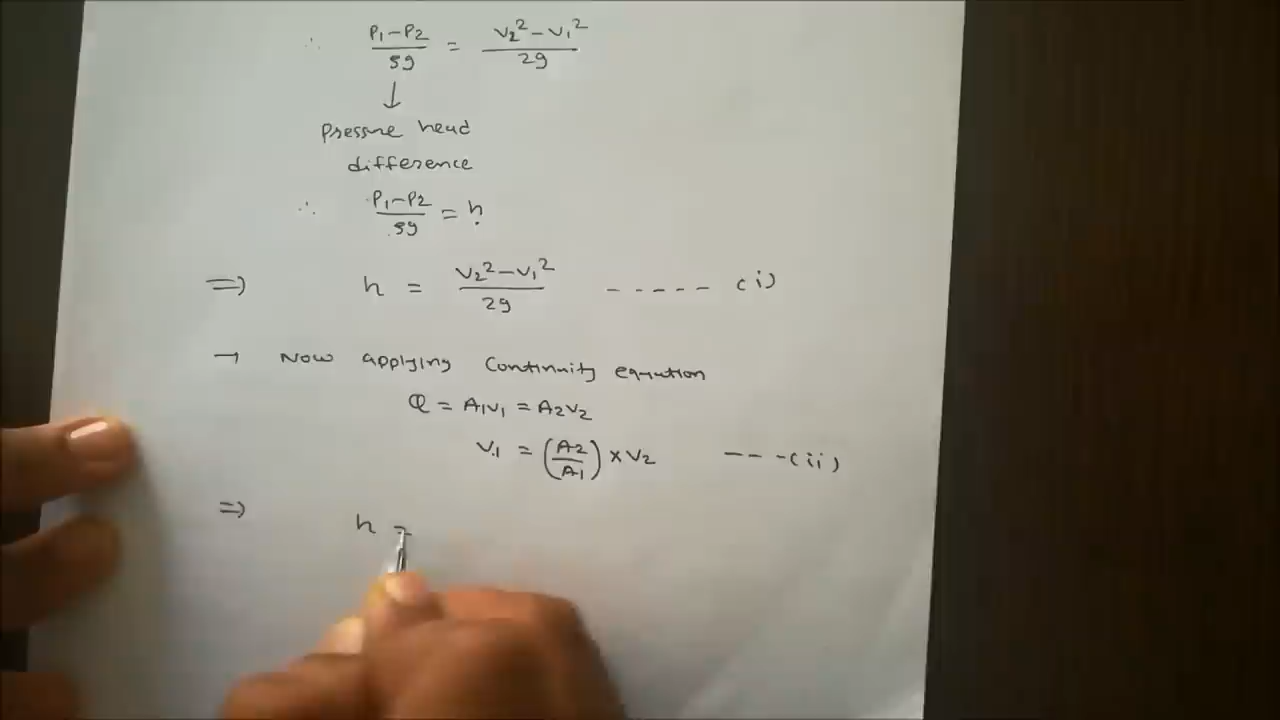 ∴ P₁-P₂/ρg = V₂²-V₁²/2g
↓
Pressure head
difference
∴ P₁-P₂/ρg = h
⇒ h = V₂²-V₁²/2g ----- (i)
→ Now applying Continuity equation
Q = A₁V₁ = A₂V₂
V₁ = (A₂/A₁) × V₂ ---(ii)
⇒ h =